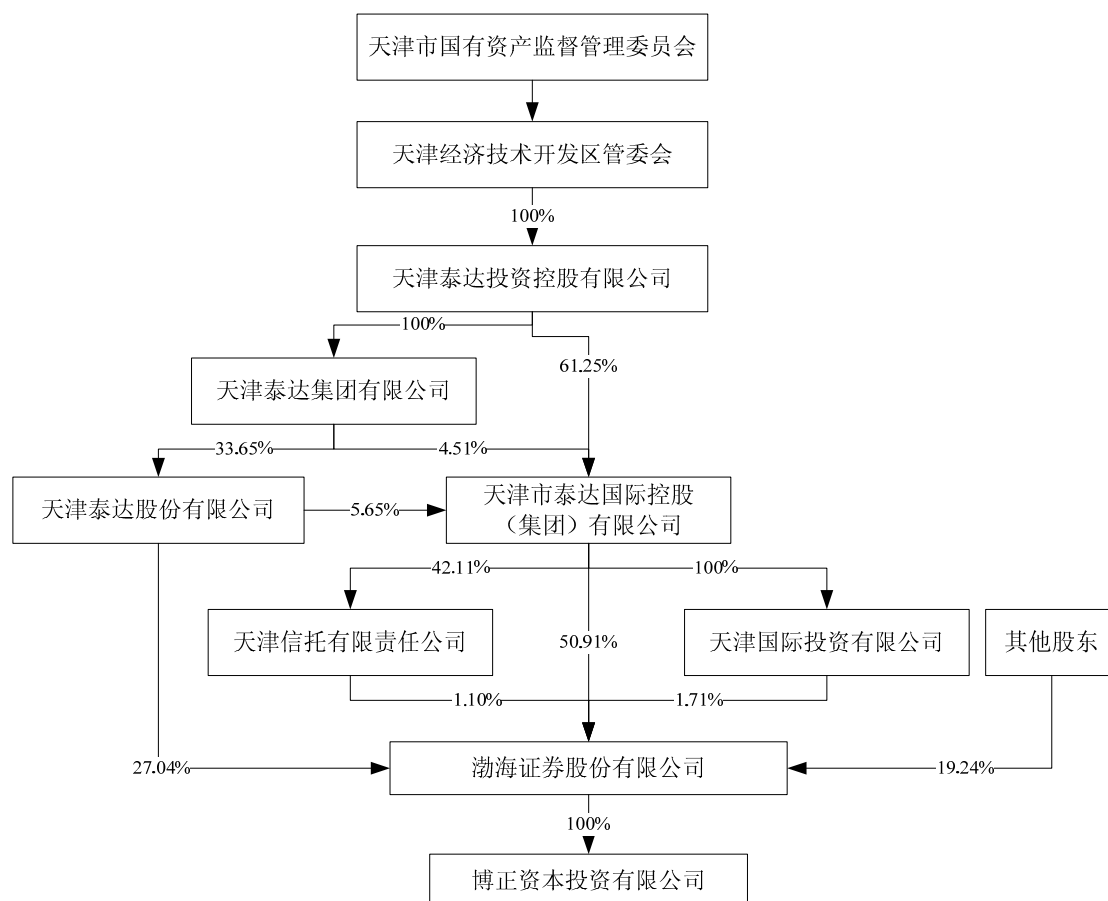 天津市国有资产监督管理委员会
天津经济技术开发区管委会
100%
天津泰达投资控股有限公司
100%
61.25%
天津泰达集团有限公司
33.65%
4.51%
天津泰达股份有限公司
5.65%
天津市泰达国际控股
（集团）有限公司
42.11%
100%
天津信托有限责任公司
50.91%
天津国际投资有限公司
其他股东
1.10%
1.71%
27.04%
渤海证券股份有限公司
19.24%
100%
博正资本投资有限公司